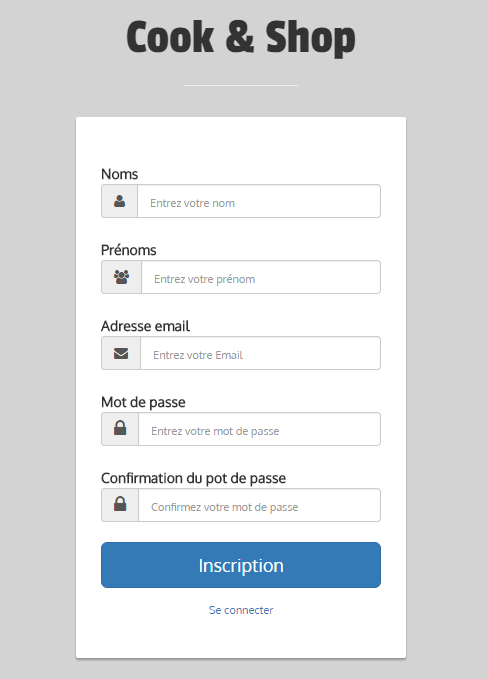 Cook & Shop
Noms
Entrez votre nom
Prénoms
Entrez votre prénom
Adresse email
Entrez votre Email
Mot de passe
Entrez votre mot de passe
Confirmation du pot de passe
Confirmez votre mot de passe
Inscription
Se connecter